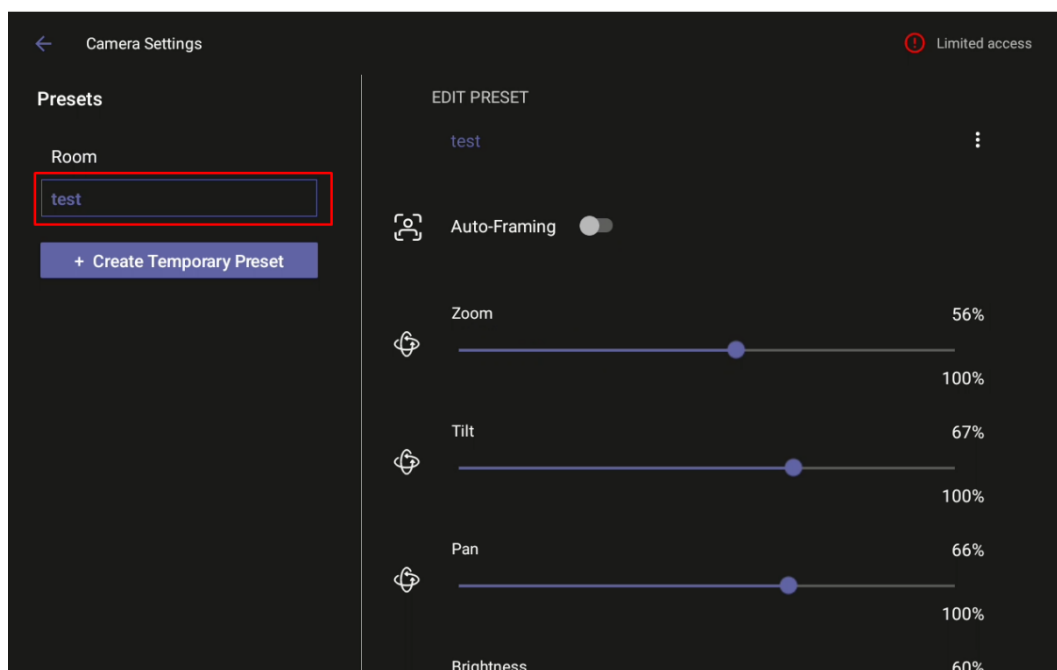 Camera Settings
Limited access
Presets
Room
test
+ Create Temporary Preset
EDIT PRESET
test
Auto-Framing
Zoom 56%
100%
Tilt 67%
100%
Pan 66%
100%
Brightness 60%